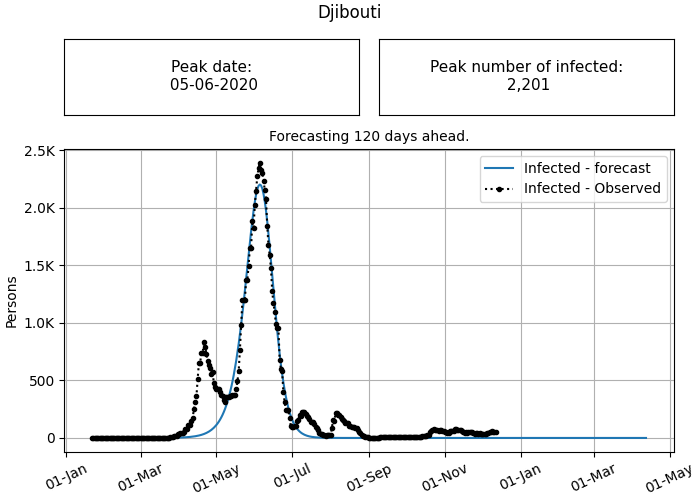 Djibouti
Peak date:
05-06-2020
Peak number of infected:
2,201
Forecasting 120 days ahead.
Infected - forecast
Infected - Observed
Persons
2.5K
2.0K
1.5K
1.0K
500
0
01-Jan
01-Mar
01-May
01-Jul
01-Sep
01-Nov
01-Jan
01-Mar
01-May